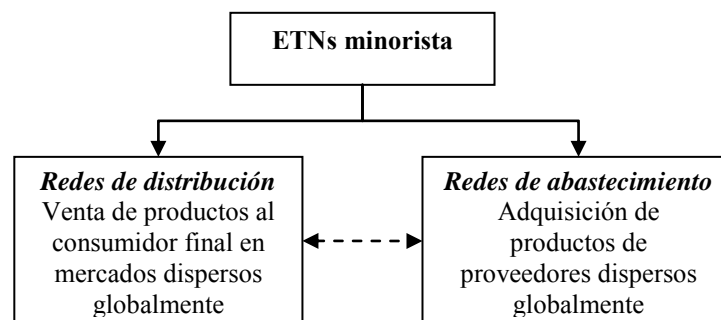 ETNs minorista
Redes de distribución
Venta de productos al
consumidor final en
mercados dispersos
globalmente
Redes de abastecimiento
Adquisición de
productos de
proveedores dispersos
globalmente